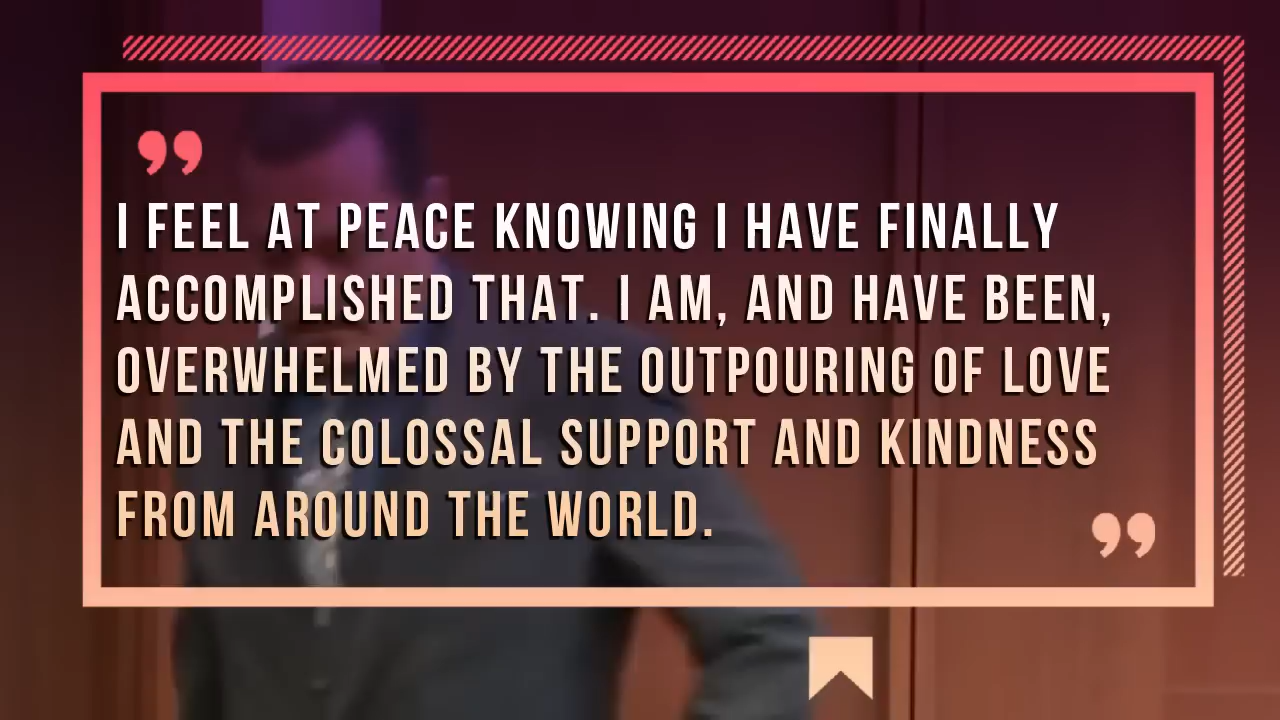 I FEEL AT PEACE KNOWING I HAVE FINALLY
ACCOMPLISHED THAT. I AM, AND HAVE BEEN,
OVERWHELMED BY THE OUTPOURING OF LOVE
AND THE COLOSSAL SUPPORT AND KINDNESS
FROM AROUND THE WORLD.